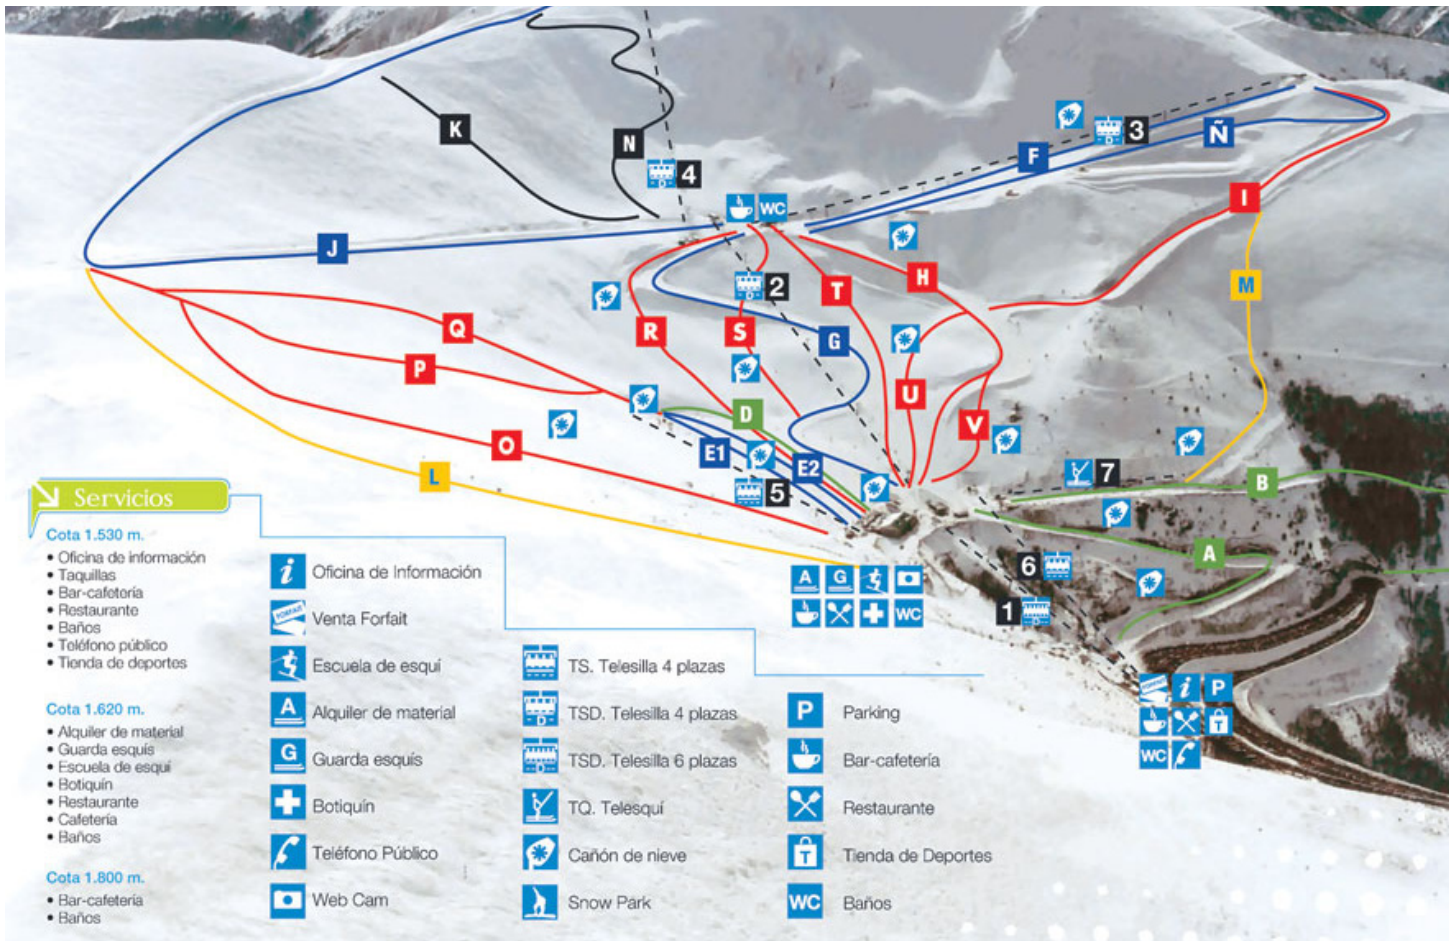 K
N
4
3
F
Ñ
I
WC
J
2
T
H
M
R
S
G
Q
P
U
V
D
O
E1
E2
L
5
7
B
A
6
1
A
G
WC
FORFAIT
i
P
T
WC
Servicios
Cota 1.530 m.
• Oficina de información
• Taquillas
• Bar-cafetería
• Restaurante
• Baños
• Teléfono público
• Tienda de deportes
Cota 1.620 m.
• Alquiler de material
• Guarda esquís
• Escuela de esquí
• Botiquín
• Restaurante
• Cafetería
• Baños
Cota 1.800 m.
• Bar-cafetería
• Baños
i Oficina de Información
FORFAIT Venta Forfait
Escuela de esquí
A Alquiler de material
G Guarda esquís
Botiquín
Teléfono Público
Web Cam
TS. Telesilla 4 plazas
D TSD. Telesilla 4 plazas
D TSD. Telesilla 6 plazas
TQ. Telesquí
Cañón de nieve
Snow Park
P Parking
Bar-cafetería
Restaurante
T Tienda de Deportes
WC Baños